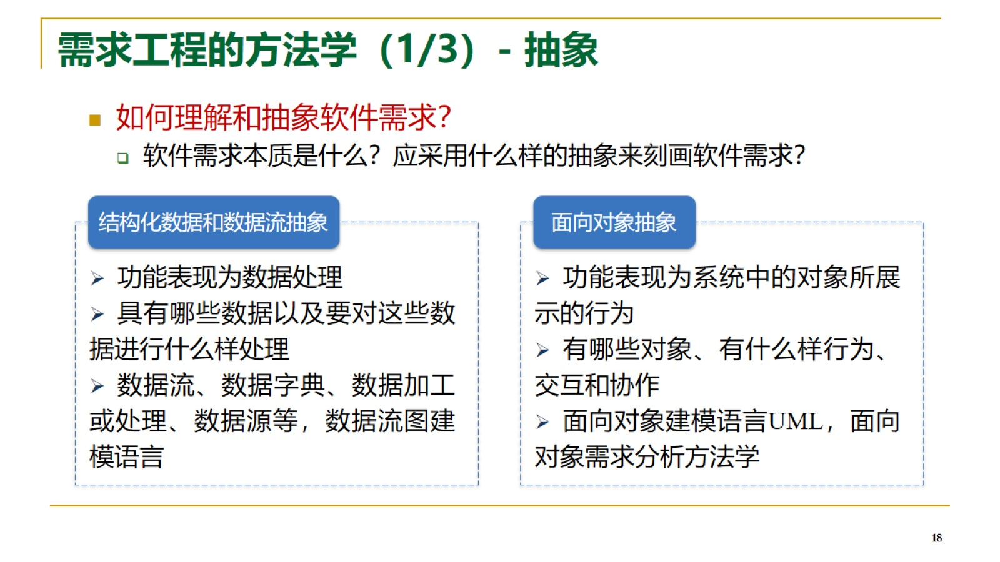 需求工程的方法学（1/3）- 抽象
如何理解和抽象软件需求？
软件需求本质是什么？应采用什么样的抽象来刻画软件需求？
结构化数据和数据流抽象
功能表现为数据处理
具有哪些数据以及要对这些数
据进行什么样处理
数据流、数据字典、数据加工
或处理、数据源等，数据流图建
模语言
面向对象抽象
功能表现为系统中的对象所展
示的行为
有哪些对象、有什么样行为、
交互和协作
面向对象建模语言UML，面向
对象需求分析方法学
18